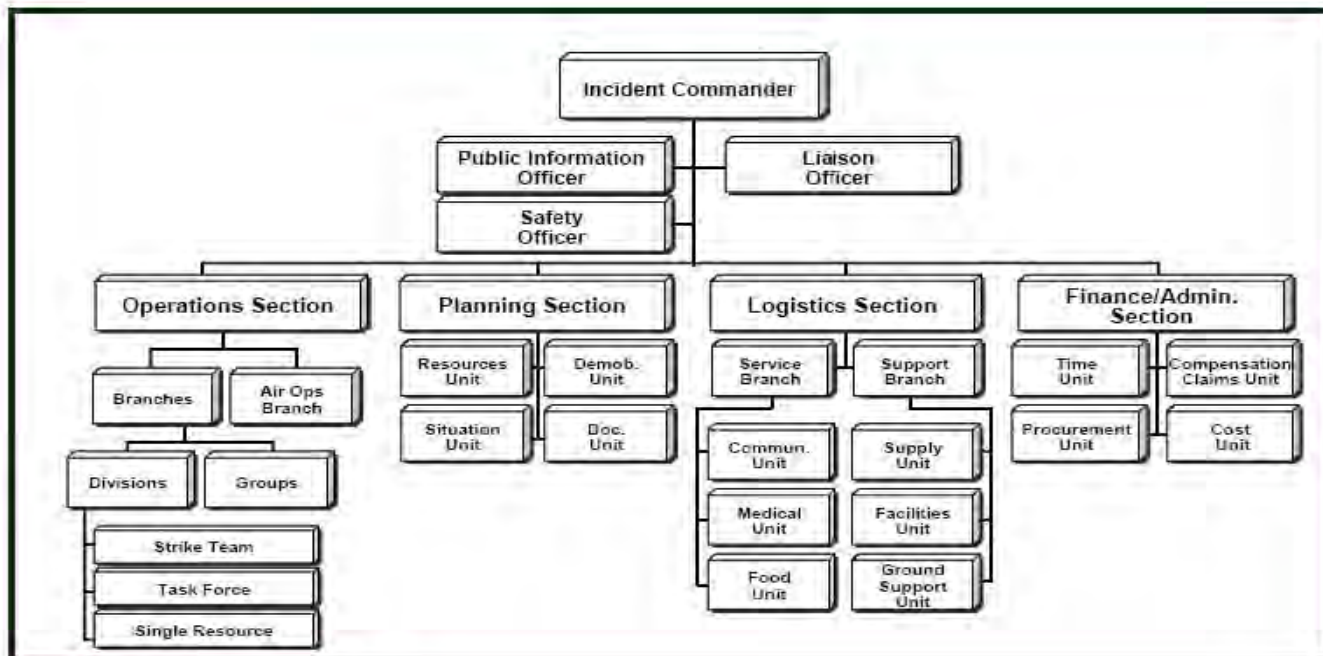 Incident Commander
Public Information
Officer
Liaison
Officer
Safety
Officer
Operations Section
Planning Section
Logistics Section
Finance/Admin.
Section
Branches
Air Ops
Branch
Divisions
Groups
Strike Team
Task Force
Single Resource
Resources
Unit
Demob.
Unit
Situation
Unit
Doc.
Unit
Service
Branch
Support
Branch
Commun.
Unit
Supply
Unit
Medical
Unit
Facilities
Unit
Food
Unit
Ground
Support
Unit
Time
Unit
Compensation
Claims Unit
Procurement
Unit
Cost
Unit